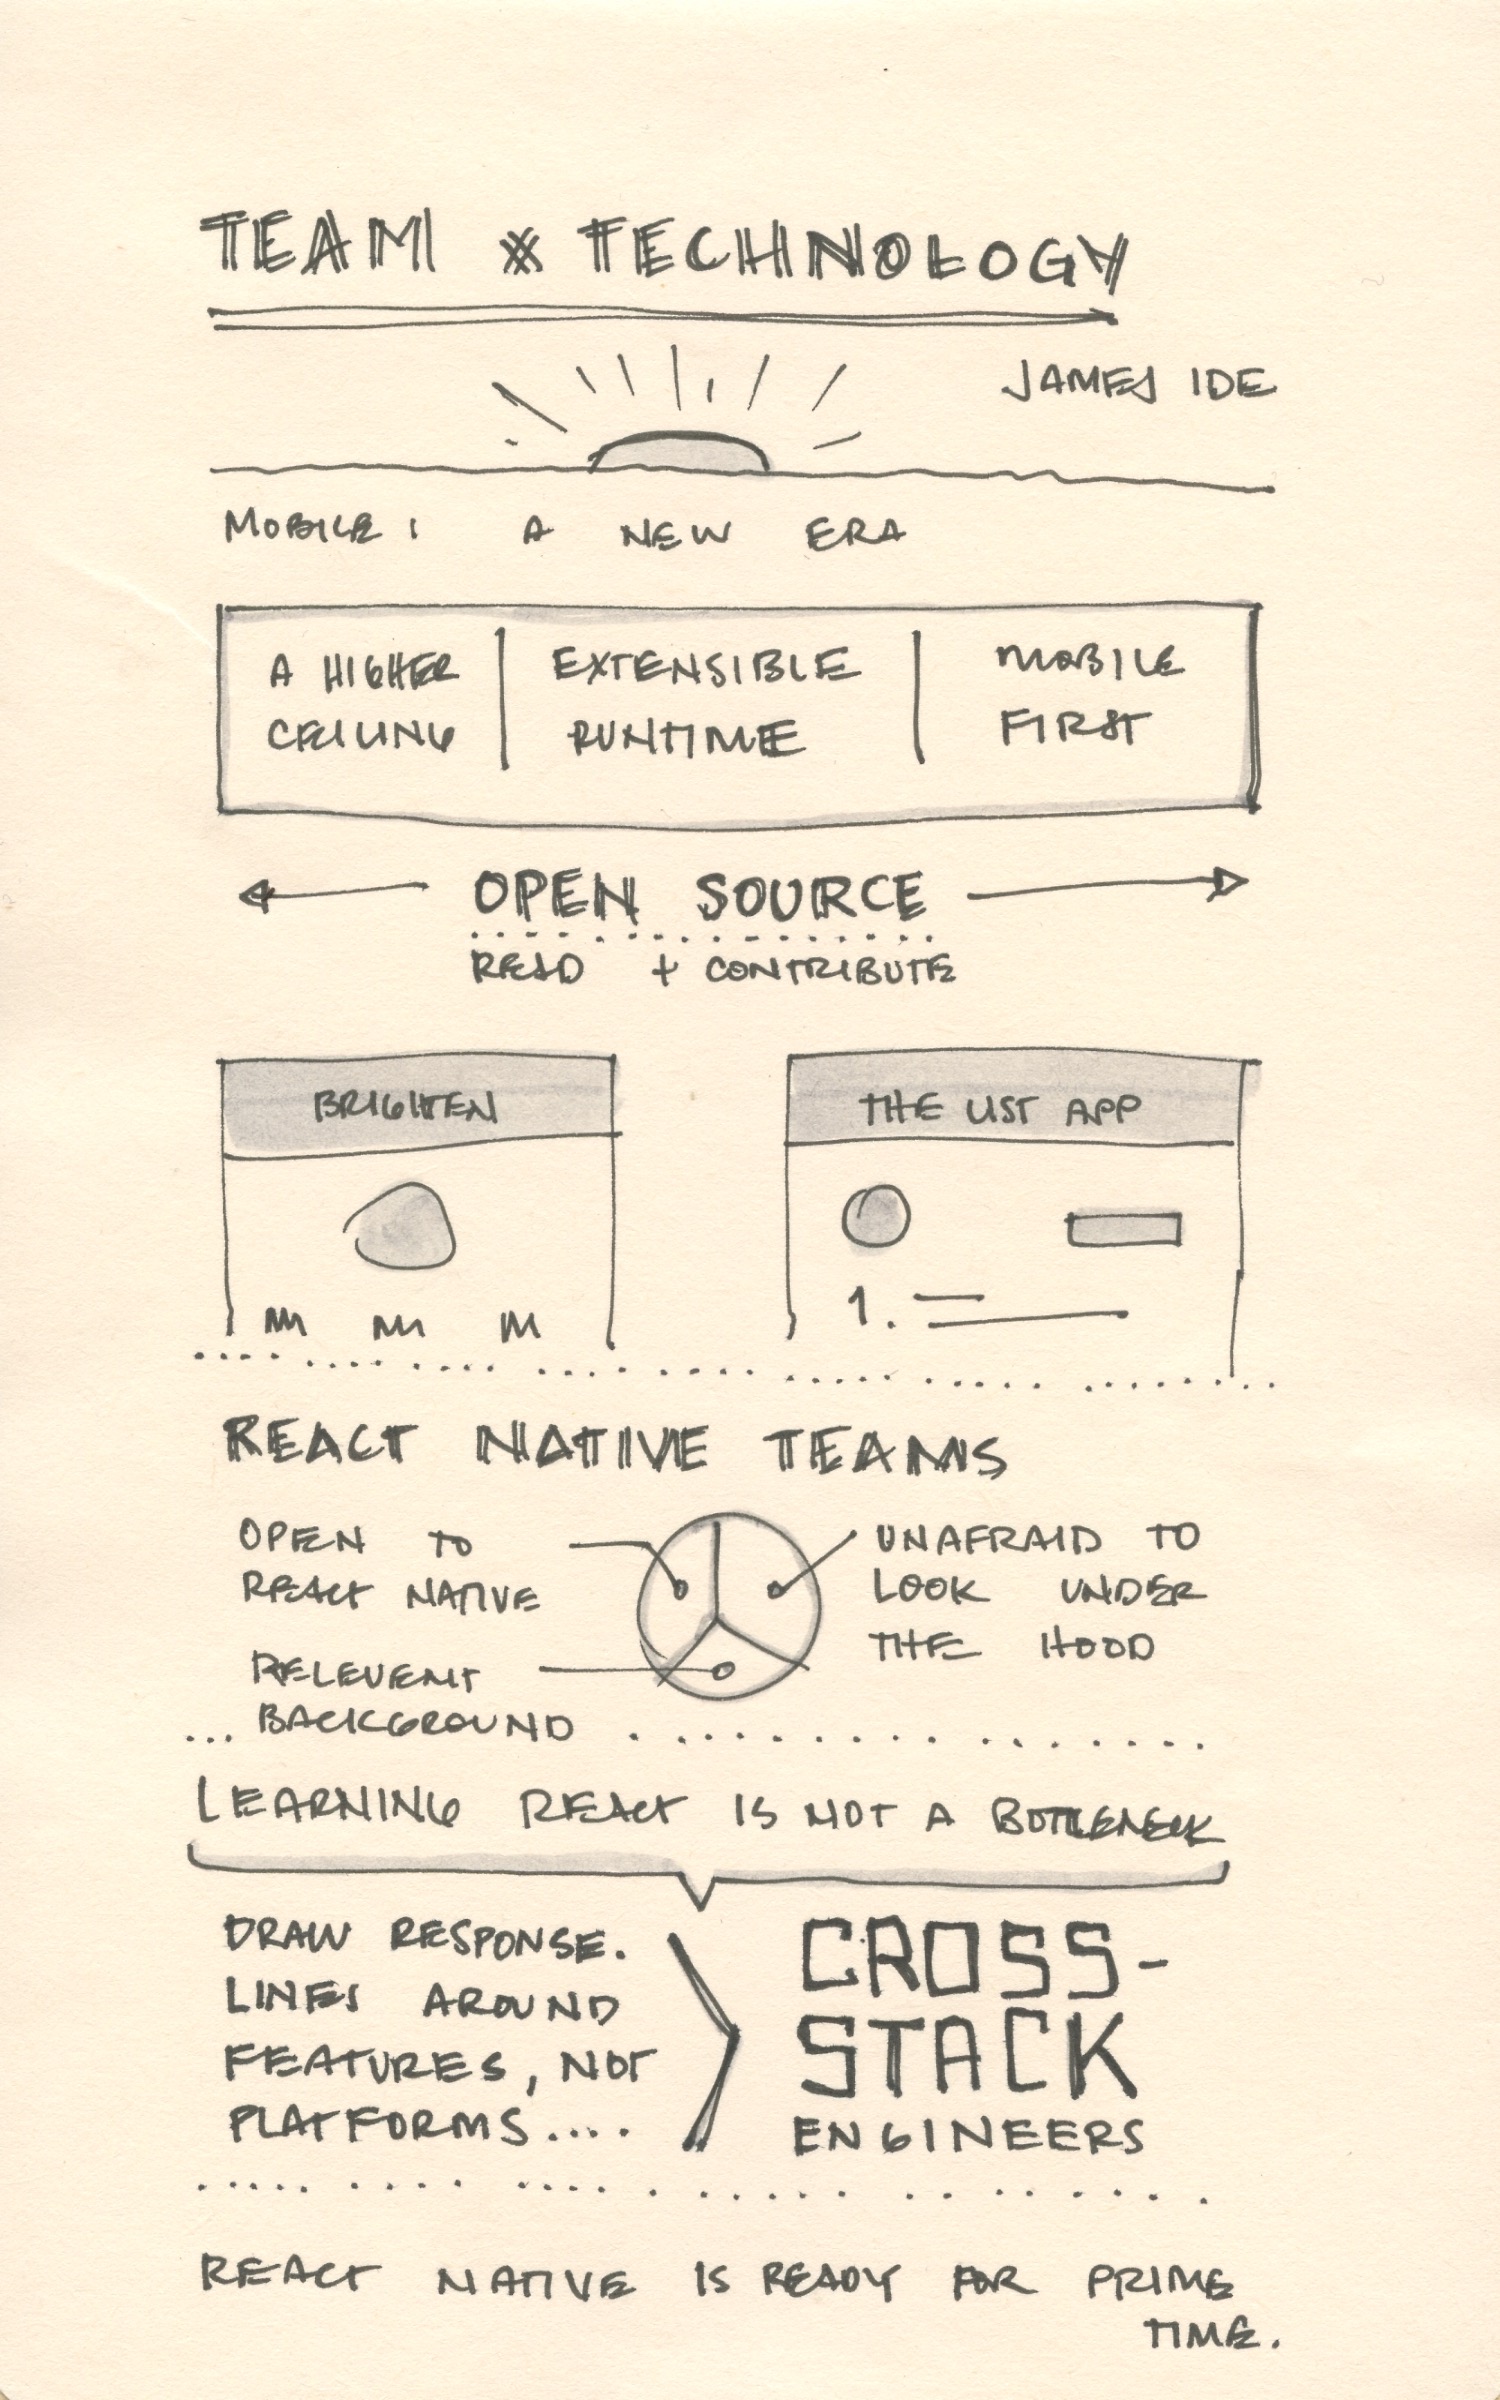 TEAM X TECHNOLOGY
JAMES IDE
MOBILE: A NEW ERA
A HIGHER
CEILING
EXTENSIBLE
RUNTIME
MOBILE
FIRST
OPEN SOURCE
READ + CONTRIBUTE
BRIGHTEN
THE LIST APP
1.
REACT NATIVE TEAMS
OPEN TO
REACT NATIVE
UNAFRAID TO
LOOK UNDER
THE HOOD
RELEVENT
BACKGROUND
LEARNING REACT IS NOT A BOTTLENECK
DRAW RESPONSE.
LINES AROUND
FEATURES, NOT
PLATFORMS....
CROSS-
STACK
ENGINEERS
REACT NATIVE IS READY FOR PRIME
TIME.